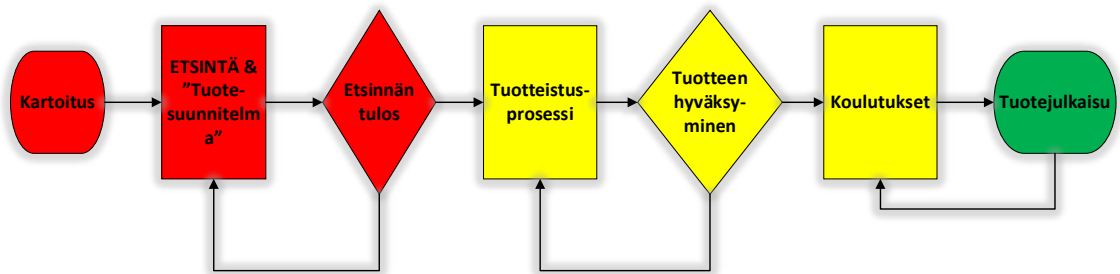 Kartoitus
ETSINTÄ &
”Tuote-
suunnitelm
a”
Etsinnän
tulos
Tuotteistus-
prosessi
Tuotteen
hyväksy-
minen
Koulutukset
Tuotejulkaisu